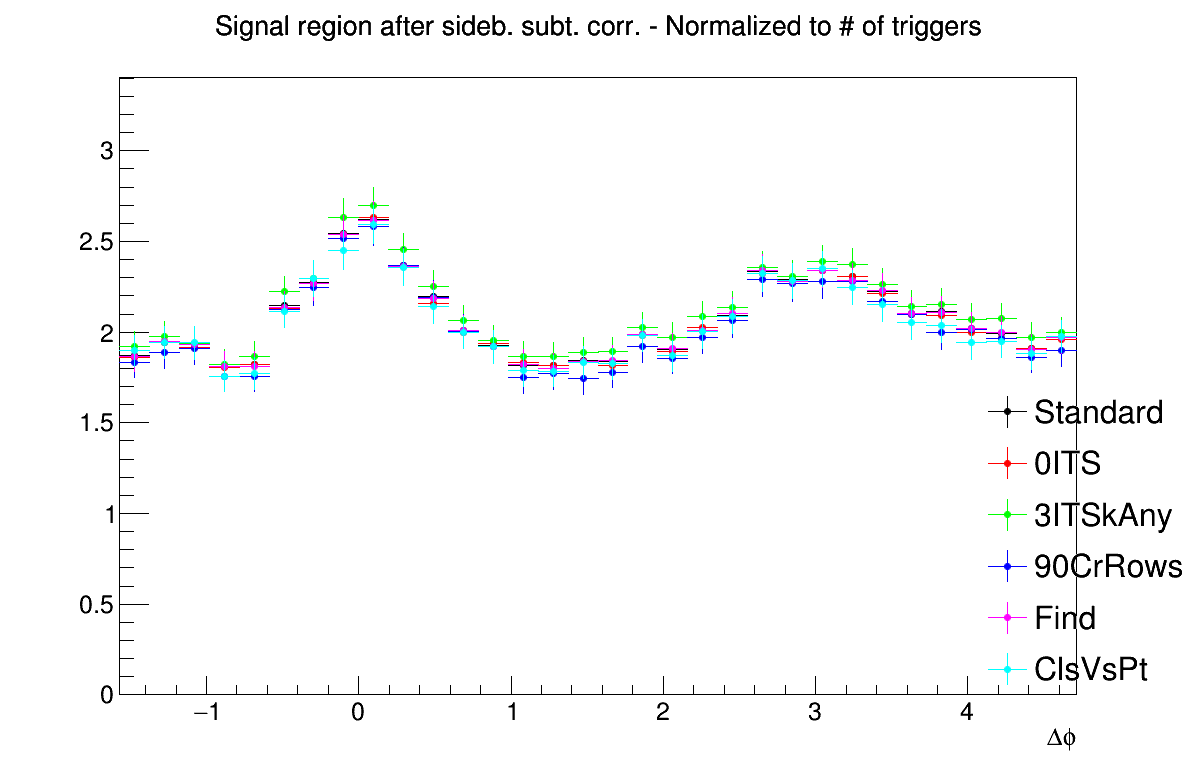 Signal region after sideb. subt. corr. - Normalized to # of triggers
3
2.5
2
1.5
1
0.5
0
Standard
0ITS
3ITSkAny
90CrRows
Find
ClsVsPt
−1 0 1 2 3 4
Δϕ